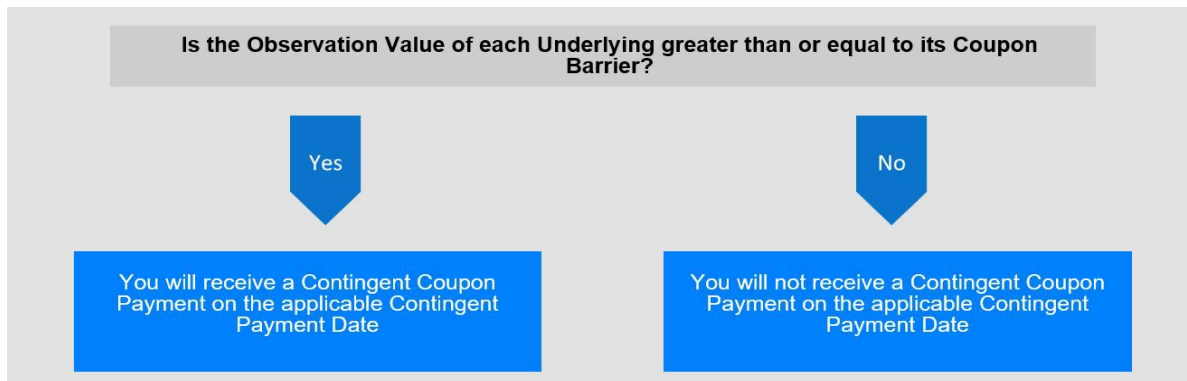 Is the Observation Value of each Underlying greater than or equal to its Coupon
Barrier?
Yes
No
You will receive a Contingent Coupon
Payment on the applicable Contingent
Payment Date
You will not receive a Contingent Coupon
Payment on the applicable Contingent
Payment Date